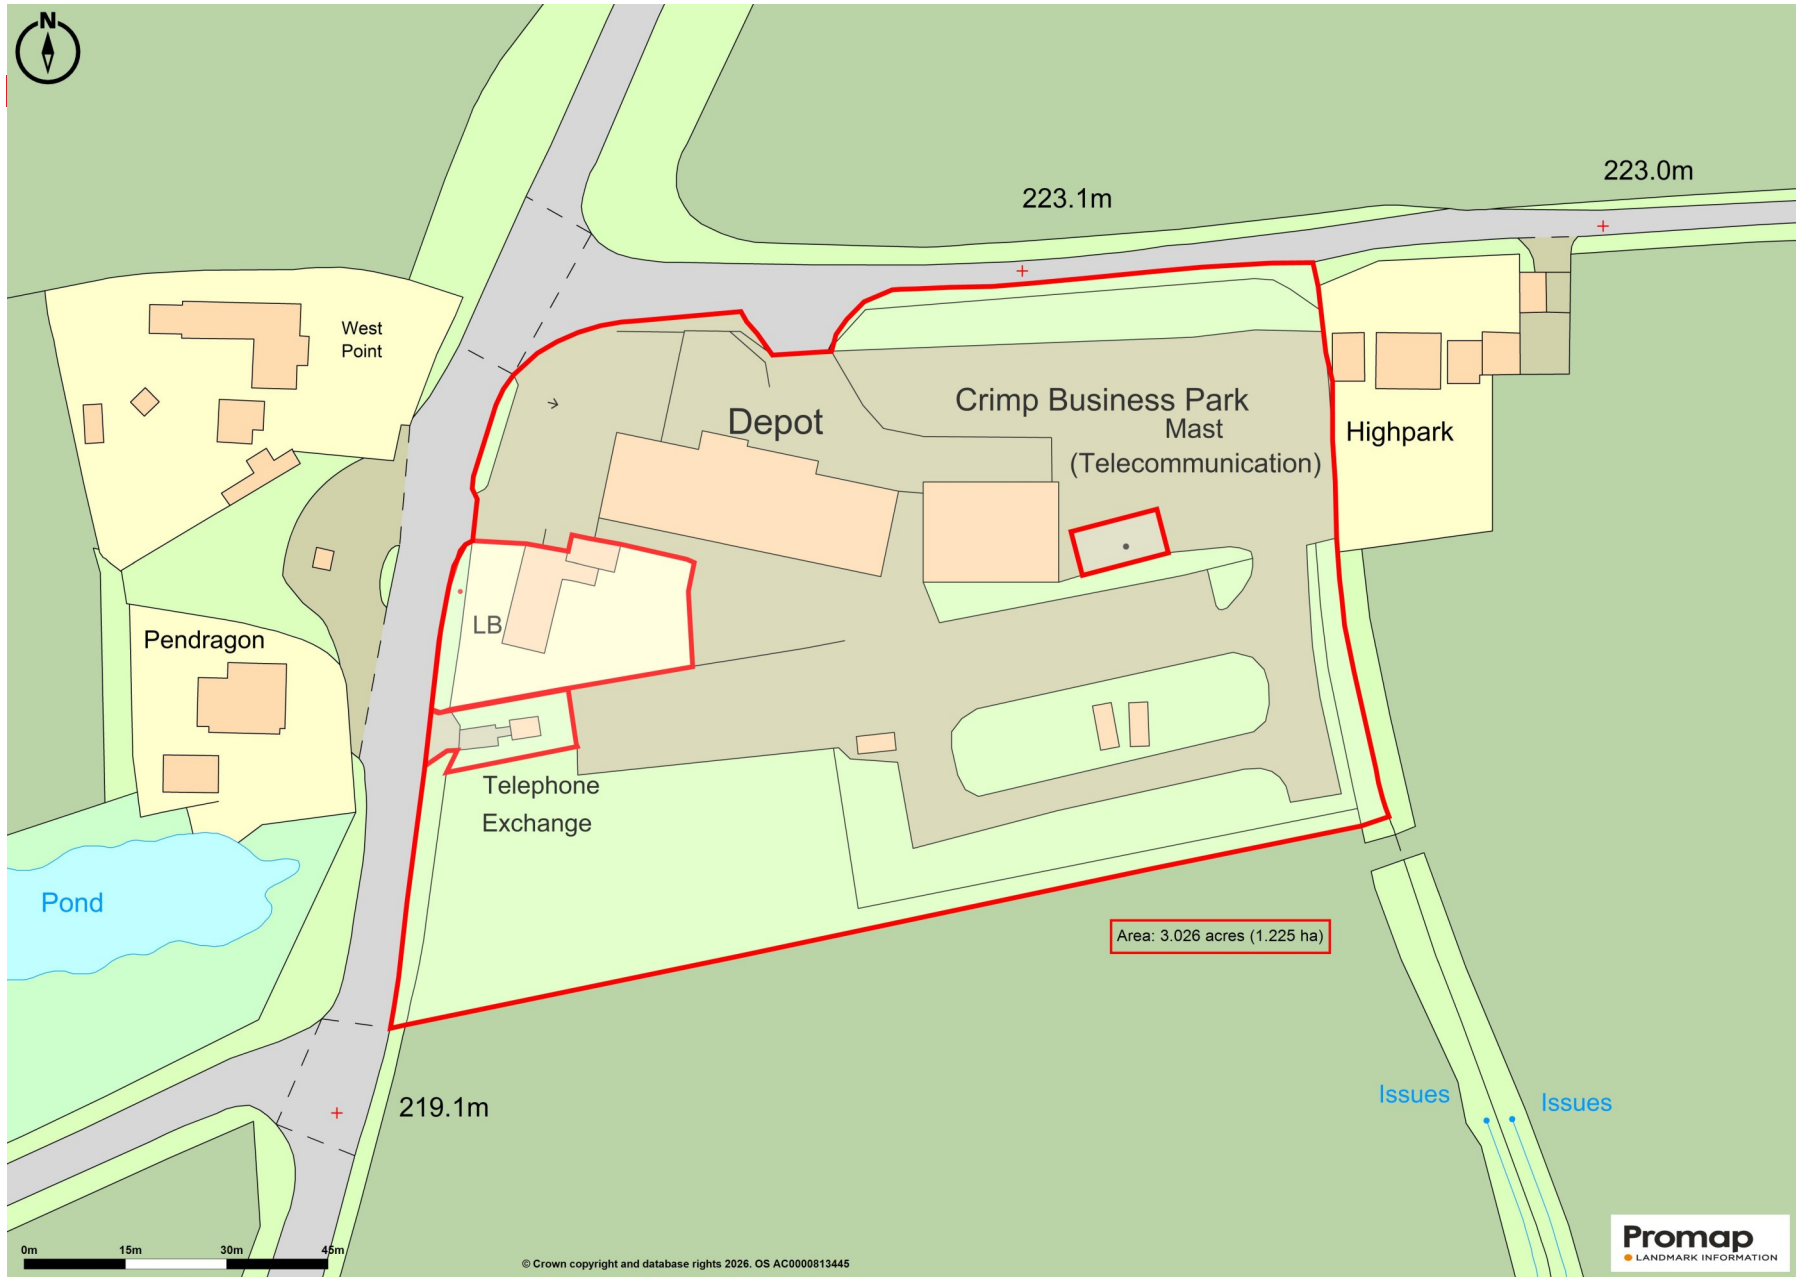 N
223.0m
223.1m
West
Point
Crimp Business Park
Depot
Mast
(Telecommunication)
Highpark
LB
Pendragon
Telephone
Exchange
Pond
Area: 3.026 acres (1.225 ha)
Issues
Issues
219.1m
0m 15m 30m 45m
© Crown copyright and database rights 2026. OS AC0000813445
Promap
LANDMARK INFORMATION